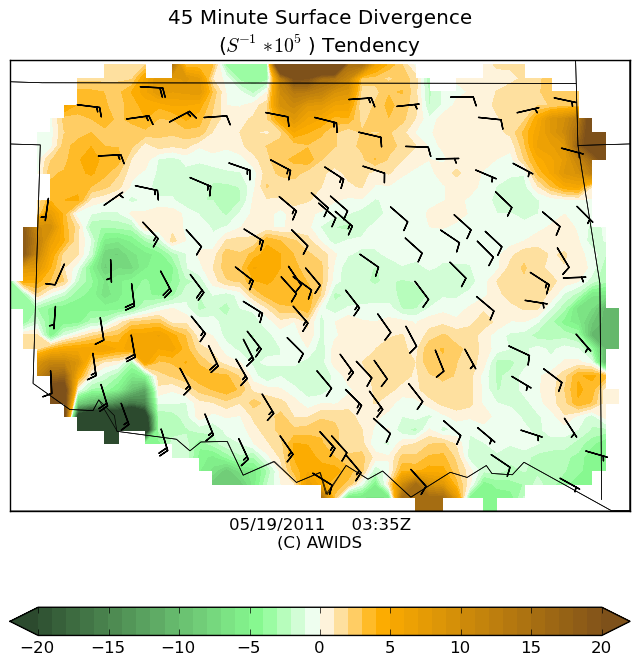 45 Minute Surface Divergence
(S⁻¹ * 10⁵ ) Tendency
05/19/2011 03:35Z
(C) AWIDS
−20 −15 −10 −5 0 5 10 15 20